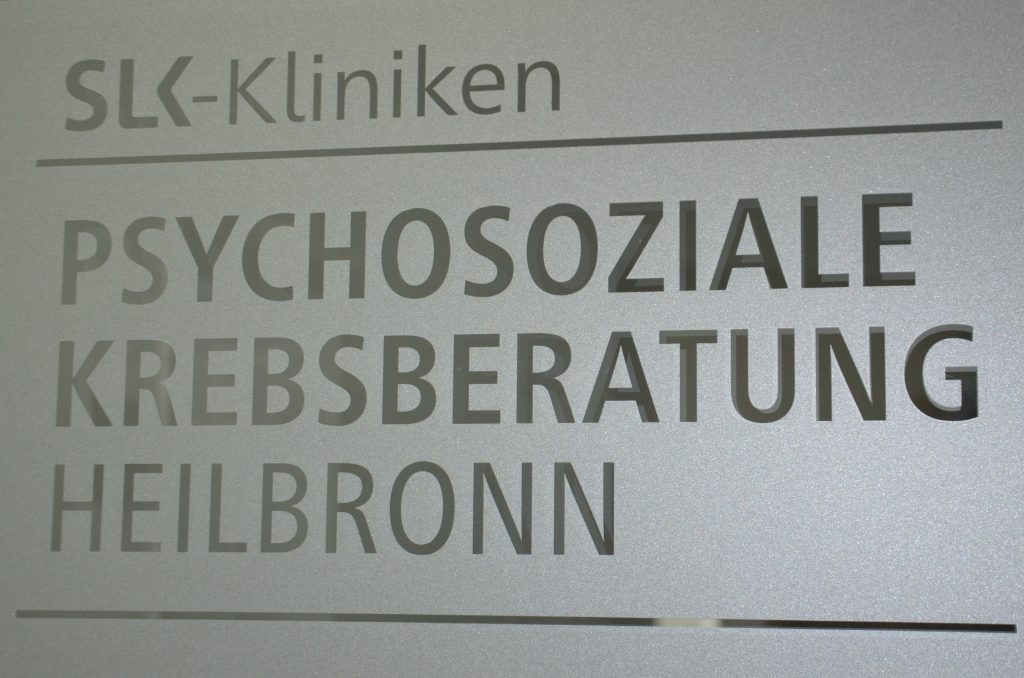 SLK-Kliniken
PSYCHOSOZIALE
KREBSBERATUNG
HEILBRONN